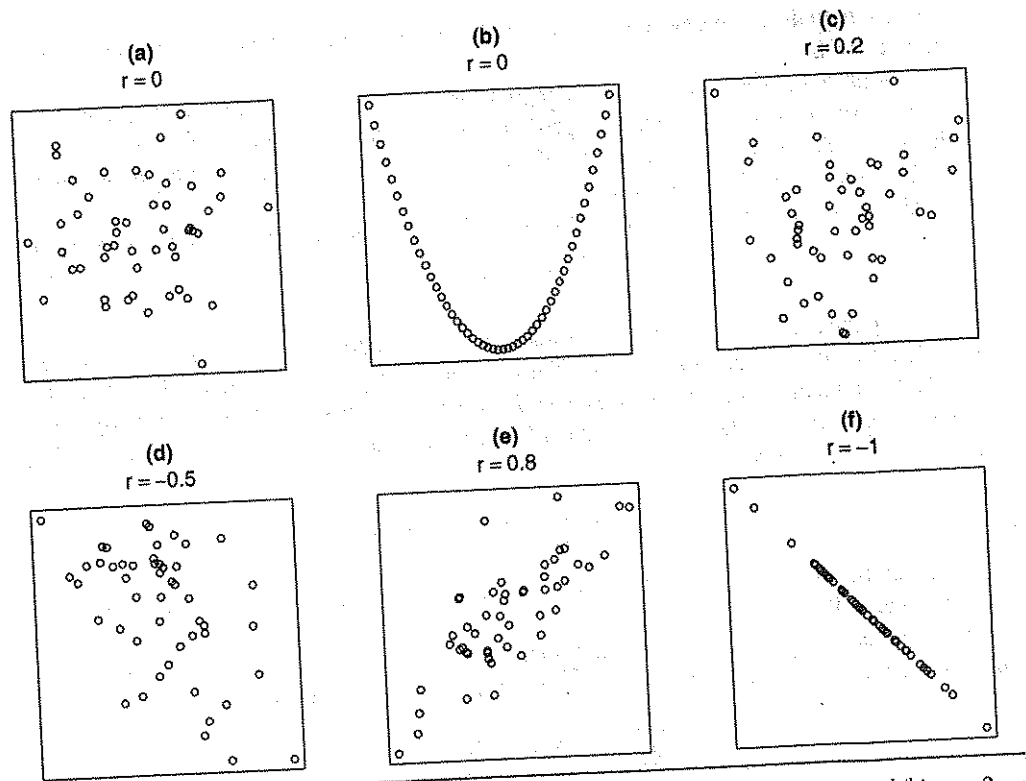 (a)
r = 0
(b)
r = 0
(c)
r = 0.2
(d)
r = −0.5
(e)
r = 0.8
(f)
r = −1